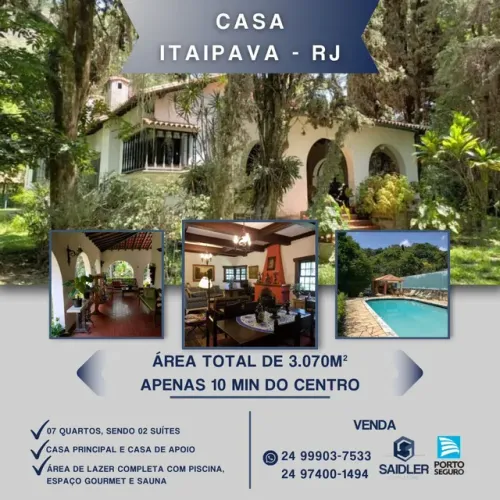 CASA
ITAIPAVA - RJ
ÁREA TOTAL DE 3.070M²
APENAS 10 MIN DO CENTRO
07 QUARTOS, SENDO 02 SUÍTES
CASA PRINCIPAL E CASA DE APOIO
ÁREA DE LAZER COMPLETA COM PISCINA,
ESPAÇO GOURMET E SAUNA
VENDA
24 99903-7533
24 97400-1494
SAIDLER
PORTO
SEGURO